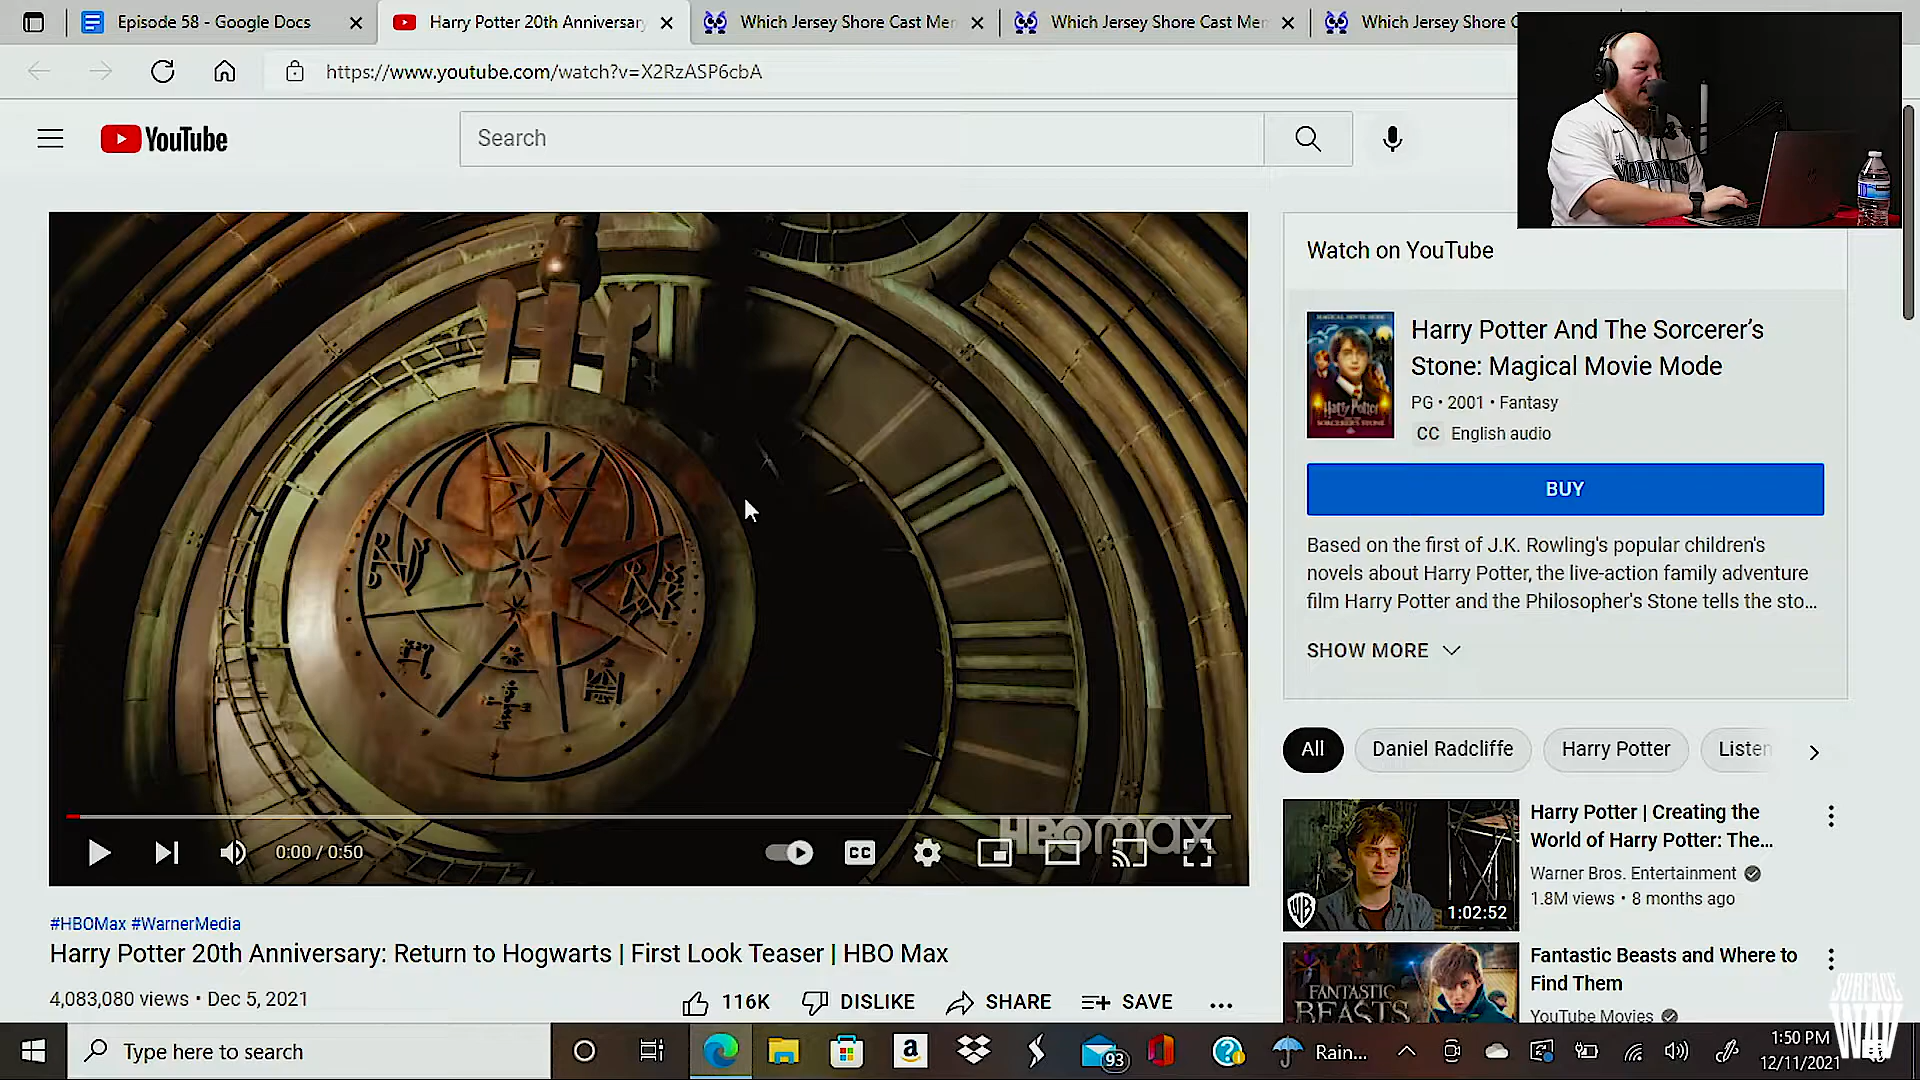 Episode 58 - Google Docs
Harry Potter 20th Anniversary
Which Jersey Shore Cast Mem
Which Jersey Shore Cast Mem
Which Jersey Shore C
https://www.youtube.com/watch?v=X2RzASP6cbA
YouTube
Search
MARINERS
Watch on YouTube
Harry Potter And The Sorcerer's
Stone: Magical Movie Mode
PG • 2001 • Fantasy
CC English audio
BUY
Based on the first of J.K. Rowling's popular children's
novels about Harry Potter, the live-action family adventure
film Harry Potter and the Philosopher's Stone tells the sto...
SHOW MORE
All
Daniel Radcliffe
Harry Potter
Listen
HBOmax
0:00 / 0:50
CC
#HBOMax #WarnerMedia
Harry Potter 20th Anniversary: Return to Hogwarts | First Look Teaser | HBO Max
4,083,080 views • Dec 5, 2021
116K
DISLIKE
SHARE
SAVE
1:02:52
Harry Potter | Creating the
World of Harry Potter: The...
Warner Bros. Entertainment
1.8M views • 8 months ago
FANTASTIC
BEASTS
Fantastic Beasts and Where to
Find Them
YouTube Movies
SURFACE
WAV
Type here to search
93
Rain...
1:50 PM
12/11/2021